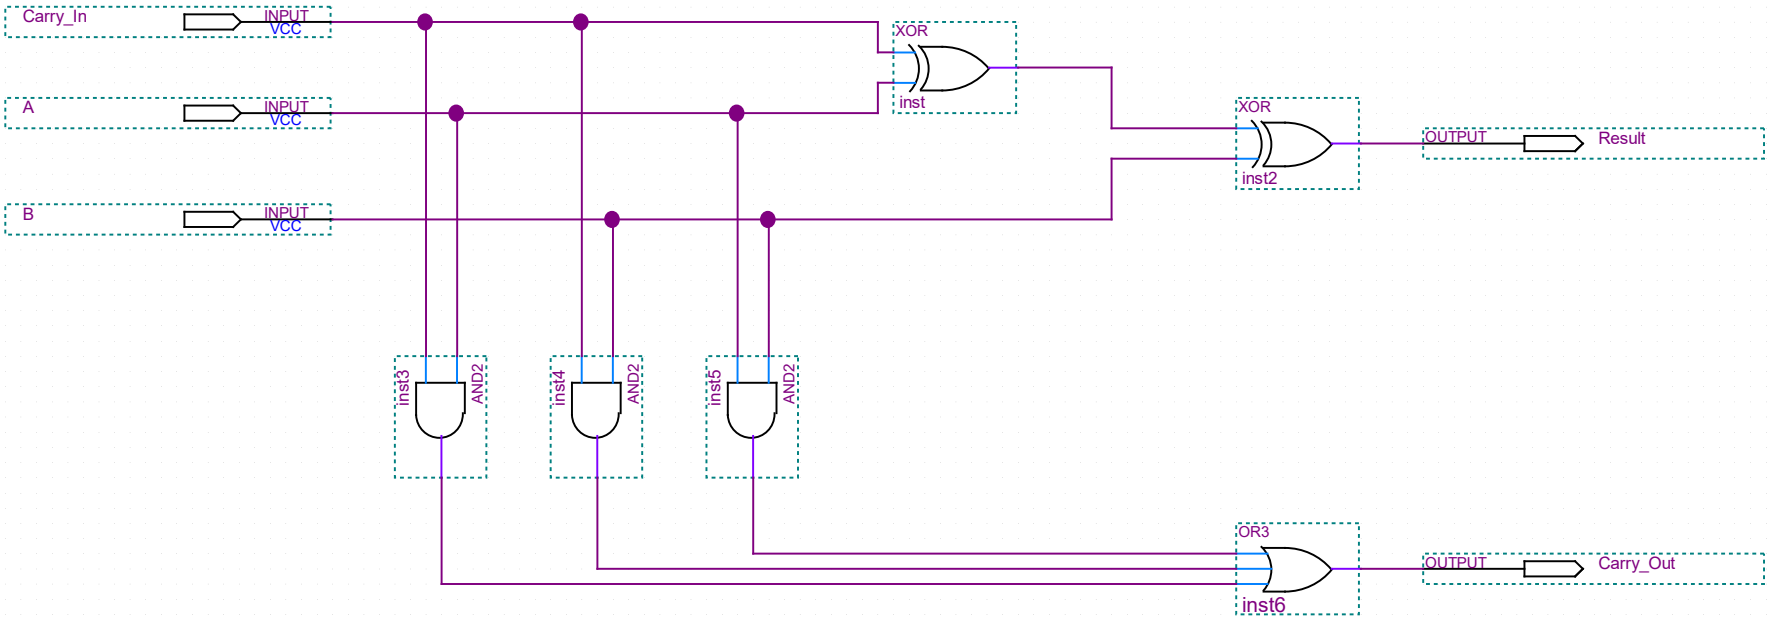 Carry_In
INPUT
VCC
A
INPUT
VCC
B
INPUT
VCC
XOR
inst
XOR
inst2
OUTPUT
Result
inst3
AND2
inst4
AND2
inst5
AND2
OR3
inst6
OUTPUT
Carry_Out